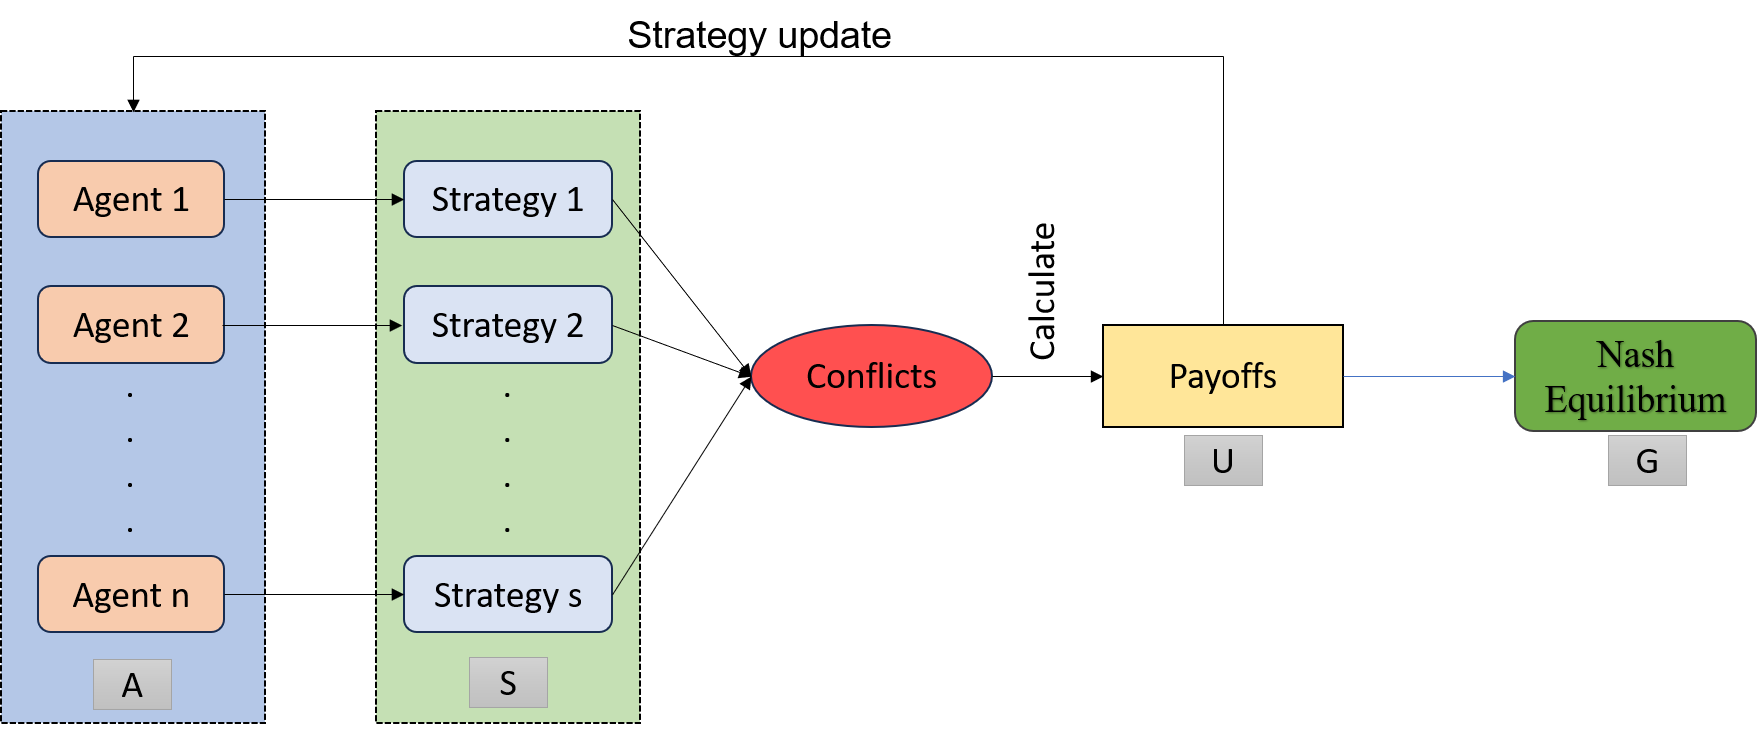 Strategy update
Agent 1
Strategy 1
Agent 2
Strategy 2
Calculate
Conflicts
Payoffs
Nash
Equilibrium
U
G
.
.
.
.
.
.
.
.
Agent n
Strategy s
A
S